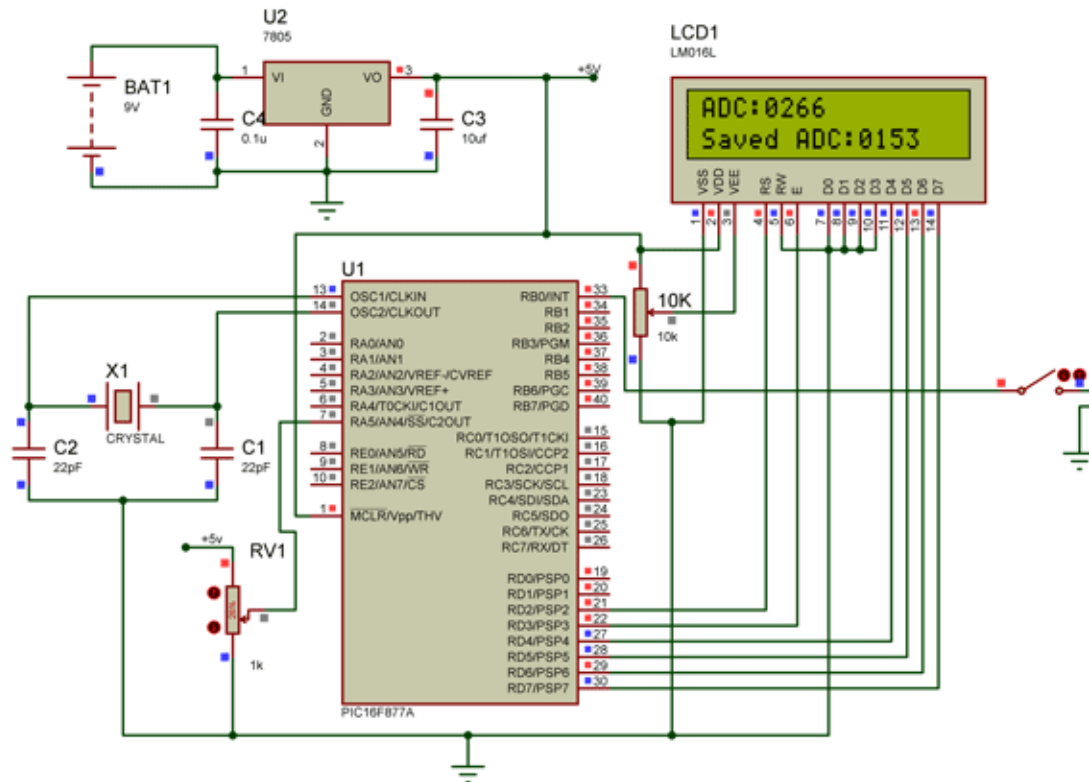 U2
7805
1
VI
VO
3
GND
2
+5V
BAT1
9V
C4
0.1u
C3
10uf
LCD1
LM016L
ADC:0266
Saved ADC:0153
VSS VDD VEE RS RW E D0 D1 D2 D3 D4 D5 D6 D7
1 2 3 4 5 6 7 8 9 10 11 12 13 14
U1
13 OSC1/CLKIN
14 OSC2/CLKOUT
2 RA0/AN0
3 RA1/AN1
4 RA2/AN2/VREF-/CVREF
5 RA3/AN3/VREF+
6 RA4/T0CKI/C1OUT
7 RA5/AN4/SS/C2OUT
8 RE0/AN5/RD
9 RE1/AN6/WR
10 RE2/AN7/CS
1 MCLR/Vpp/THV
RB0/INT 33
RB1 34
RB2 35
RB3/PGM 36
RB4 37
RB5 38
RB6/PGC 39
RB7/PGD 40
RC0/T1OSO/T1CKI 15
RC1/T1OSI/CCP2 16
RC2/CCP1 17
RC3/SCK/SCL 18
RC4/SDI/SDA 23
RC5/SDO 24
RC6/TX/CK 25
RC7/RX/DT 26
RD0/PSP0 19
RD1/PSP1 20
RD2/PSP2 21
RD3/PSP3 22
RD4/PSP4 27
RD5/PSP5 28
RD6/PSP6 29
RD7/PSP7 30
PIC16F877A
10K
10k
X1
CRYSTAL
C2
22pF
C1
22pF
+5v
RV1
1k